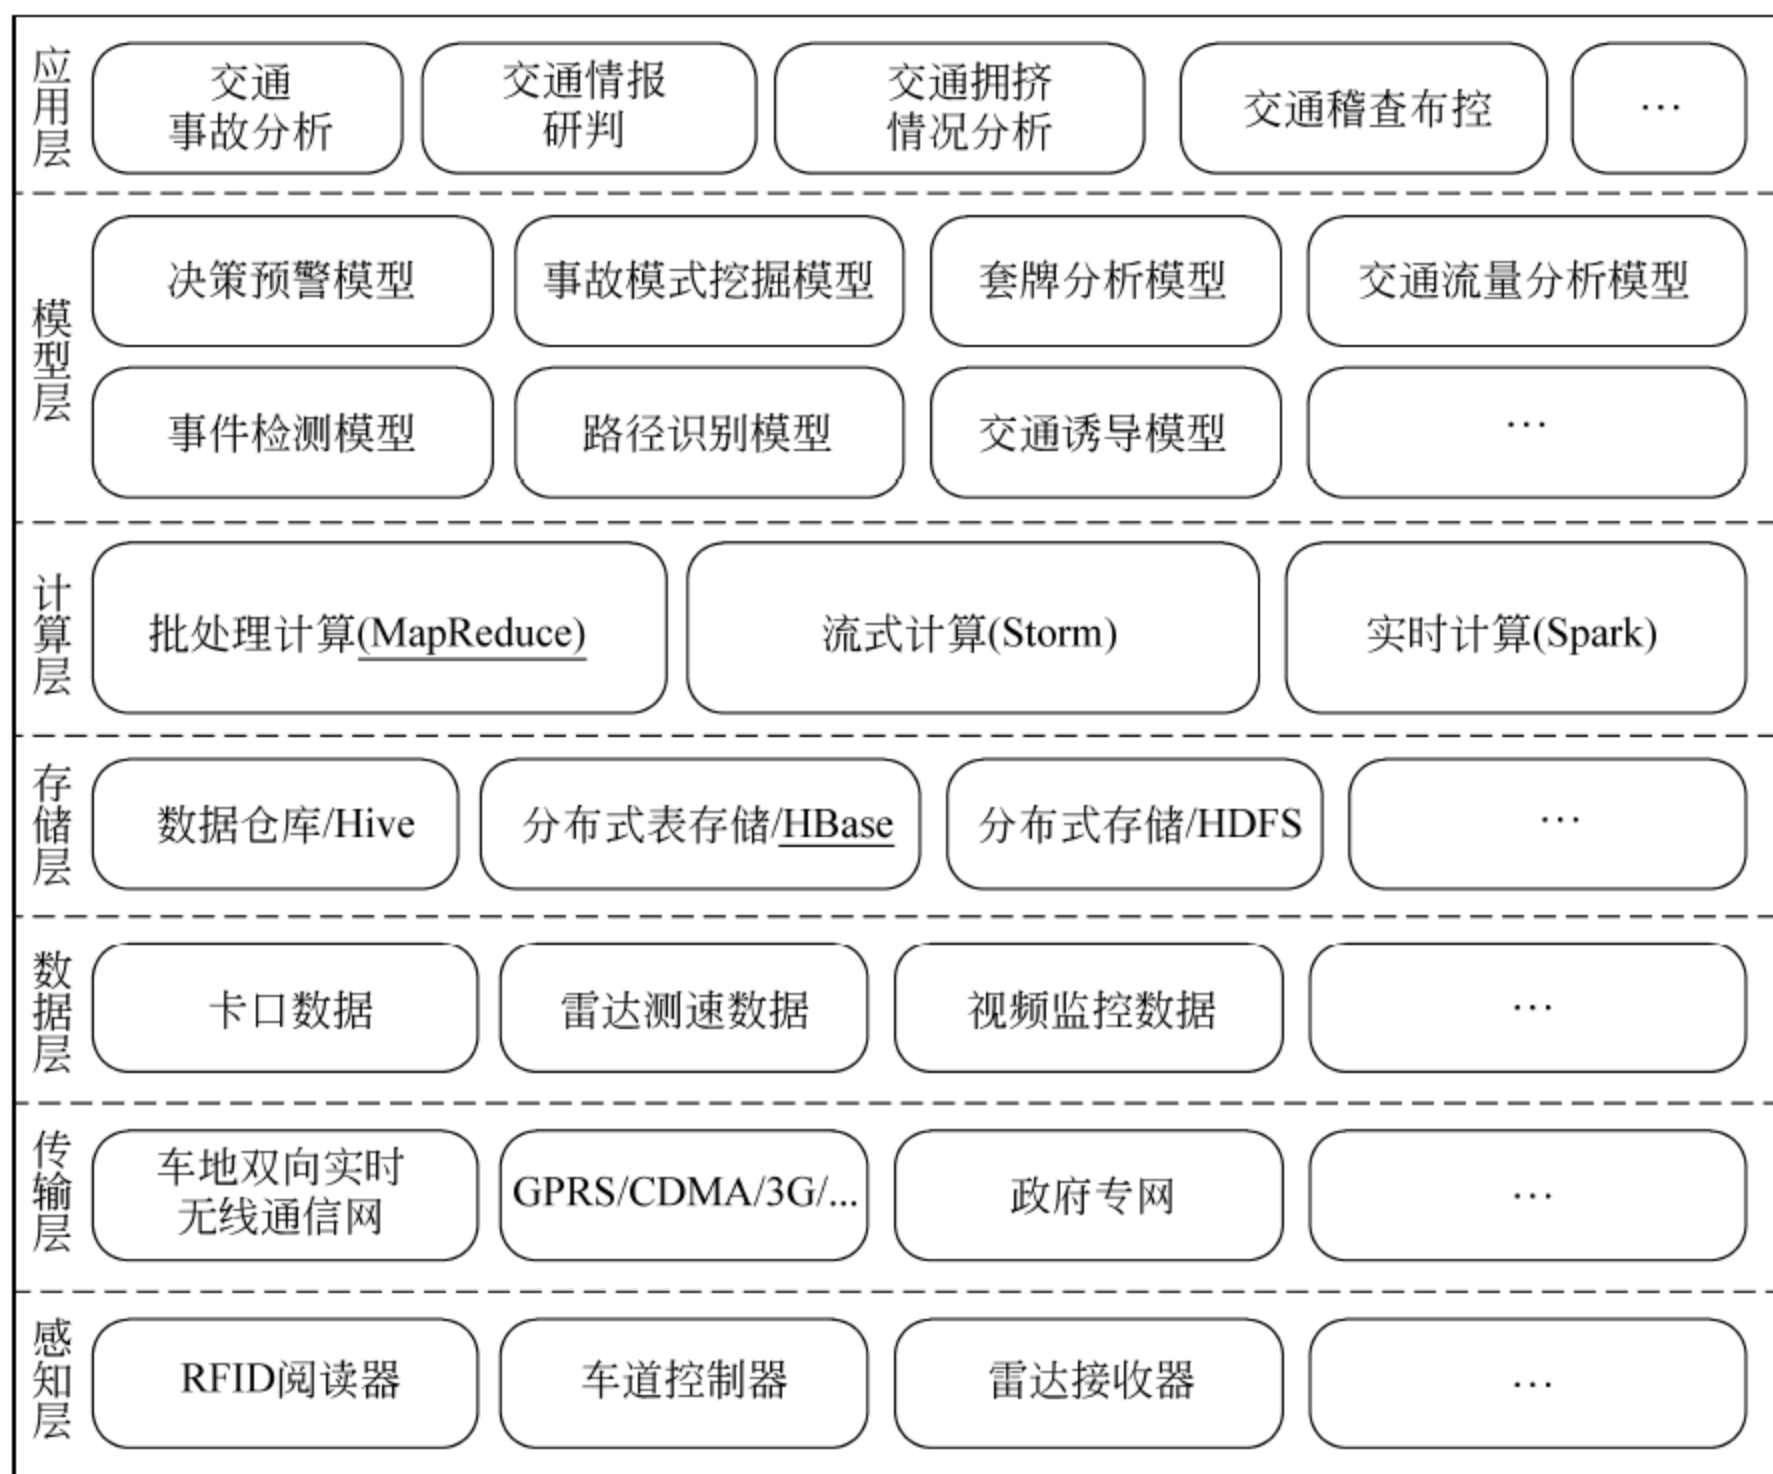 应用层
交通
事故分析
交通情报
研判
交通拥挤
情况分析
交通稽查布控
…
模型层
决策预警模型
事故模式挖掘模型
套牌分析模型
交通流量分析模型
事件检测模型
路径识别模型
交通诱导模型
…
计算层
批处理计算(MapReduce)
流式计算(Storm)
实时计算(Spark)
存储层
数据仓库/Hive
分布式表存储/HBase
分布式存储/HDFS
…
数据层
卡口数据
雷达测速数据
视频监控数据
…
传输层
车地双向实时
无线通信网
GPRS/CDMA/3G/...
政府专网
…
感知层
RFID阅读器
车道控制器
雷达接收器
…